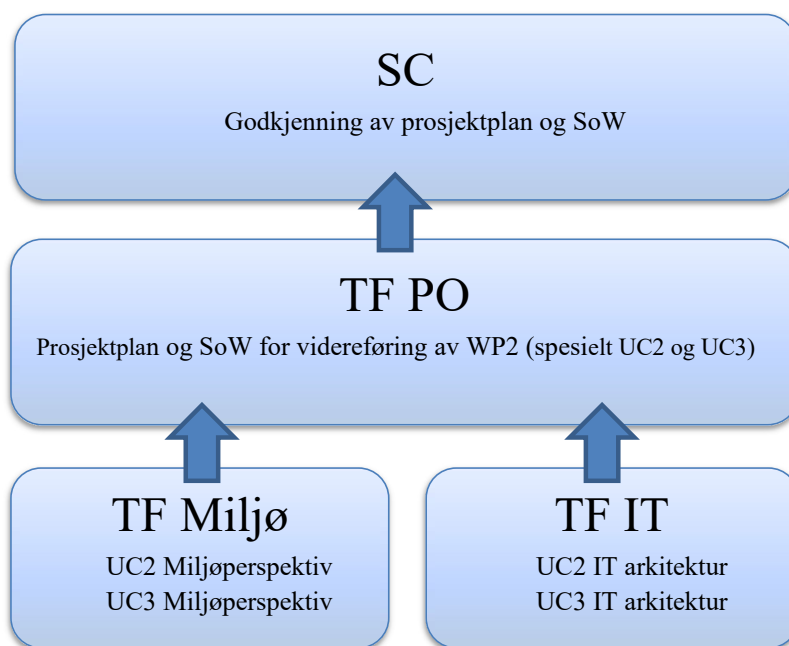 SC
Godkjenning av prosjektplan og SoW
TF PO
Prosjektplan og SoW for videreføring av WP2 (spesielt UC2 og UC3)
TF Miljø
UC2 Miljøperspektiv
UC3 Miljøperspektiv
TF IT
UC2 IT arkitektur
UC3 IT arkitektur